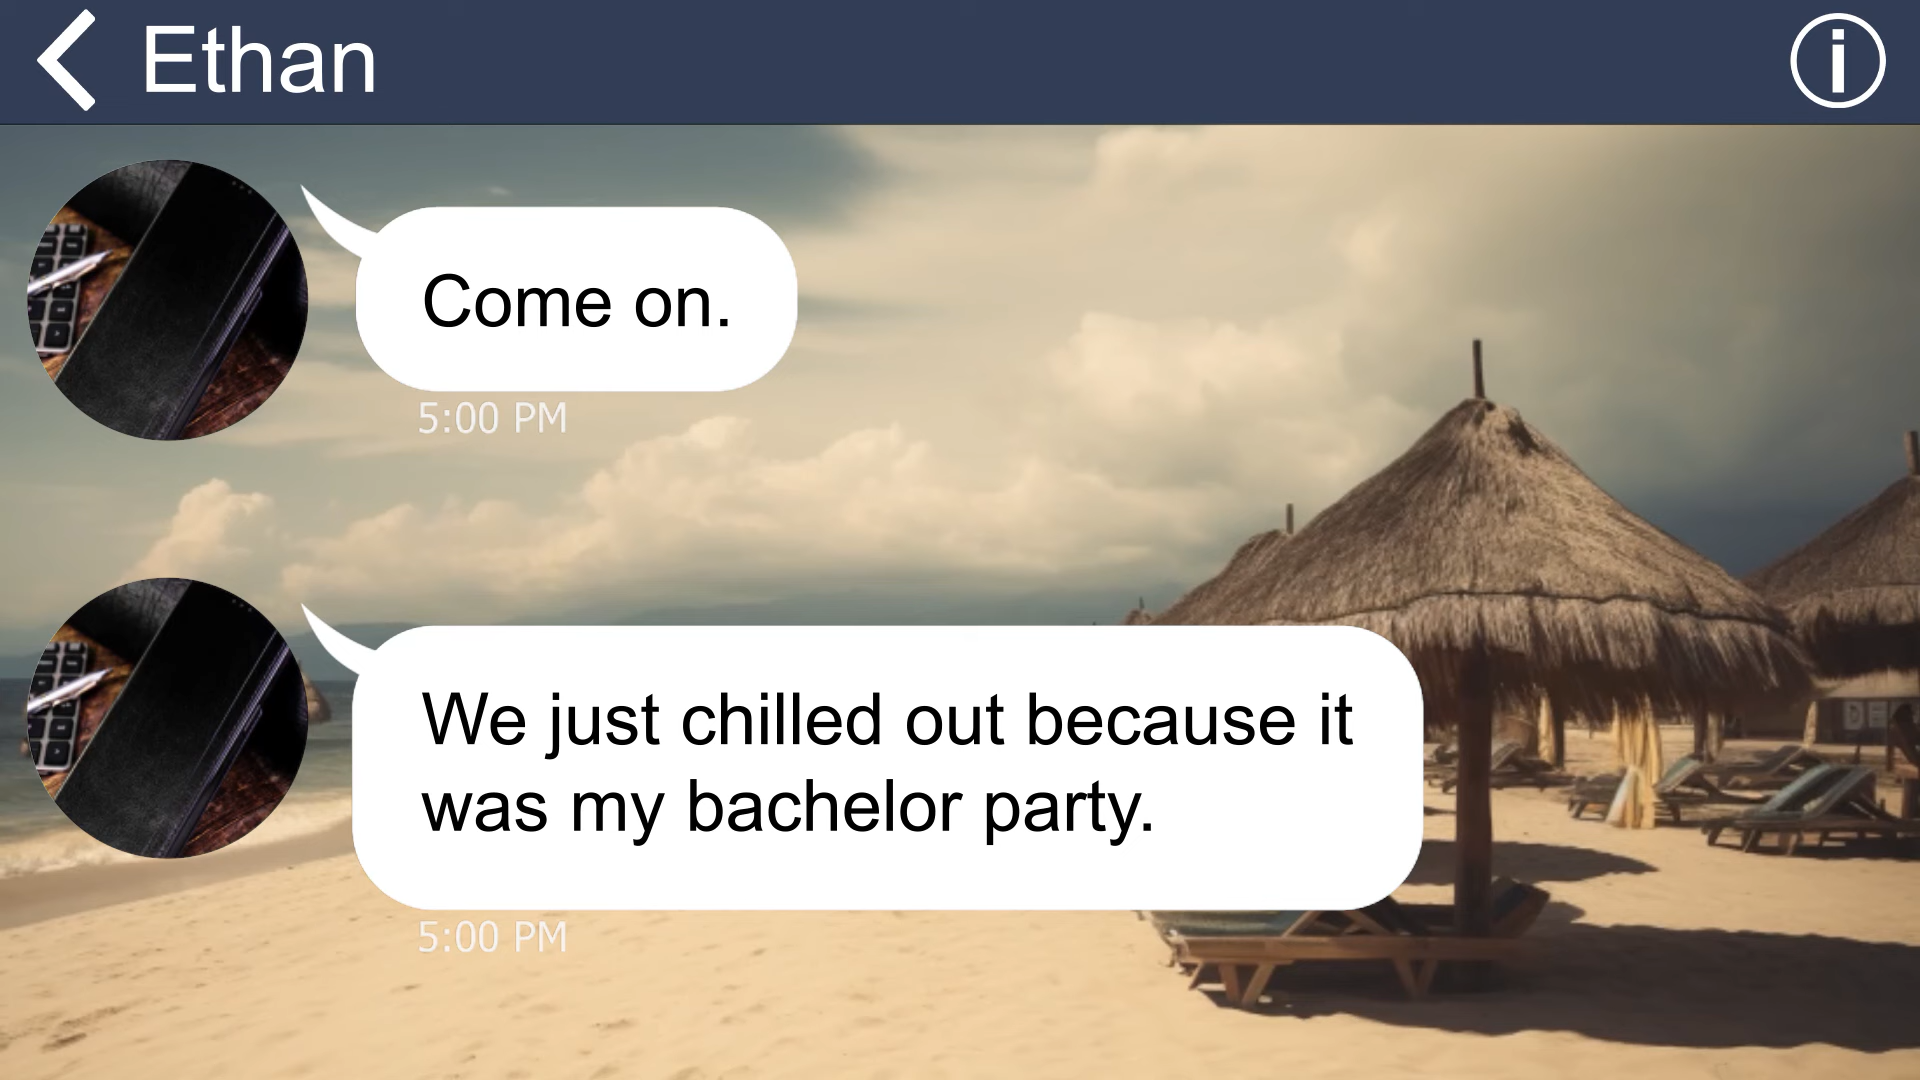 Ethan
Come on.
5:00 PM
We just chilled out because it
was my bachelor party.
5:00 PM